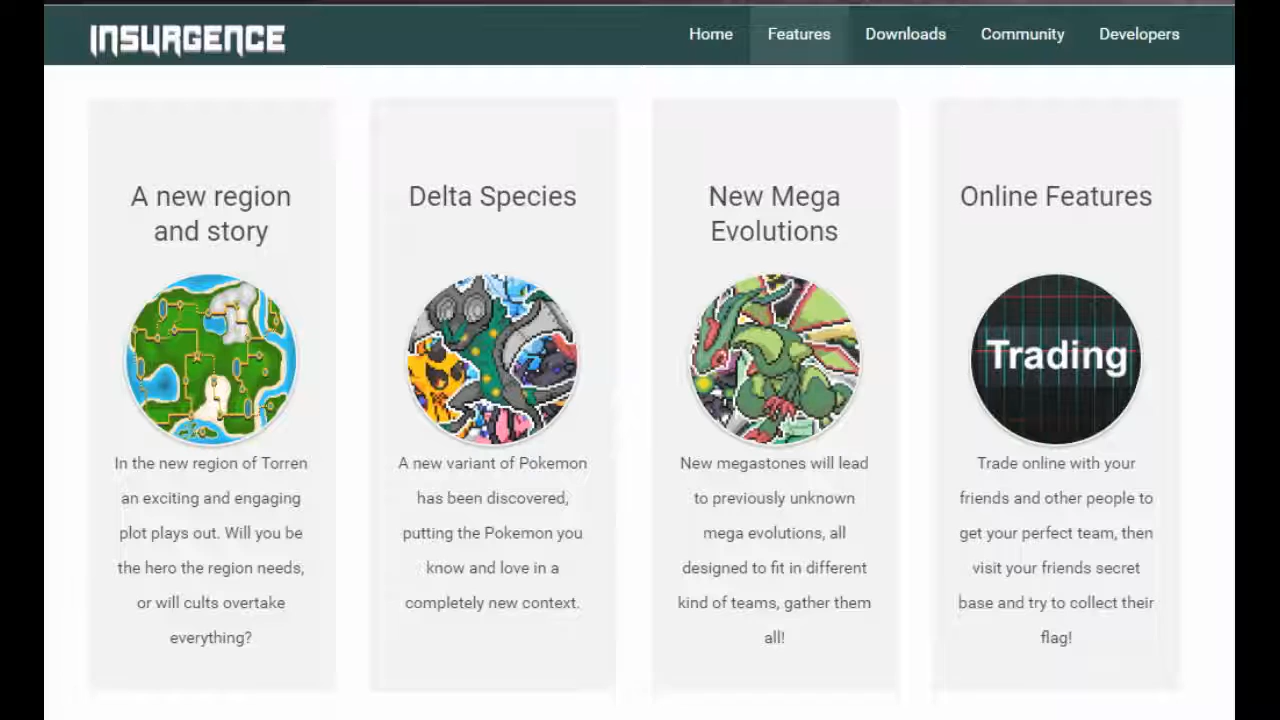 INSURGENCE
Home Features Downloads Community Developers
A new region
and story
In the new region of Torren
an exciting and engaging
plot plays out. Will you be
the hero the region needs,
or will cults overtake
everything?
Delta Species
A new variant of Pokemon
has been discovered,
putting the Pokemon you
know and love in a
completely new context.
New Mega
Evolutions
New megastones will lead
to previously unknown
mega evolutions, all
designed to fit in different
kind of teams, gather them
all!
Online Features
Trading
Trade online with your
friends and other people to
get your perfect team, then
visit your friends secret
base and try to collect their
flag!